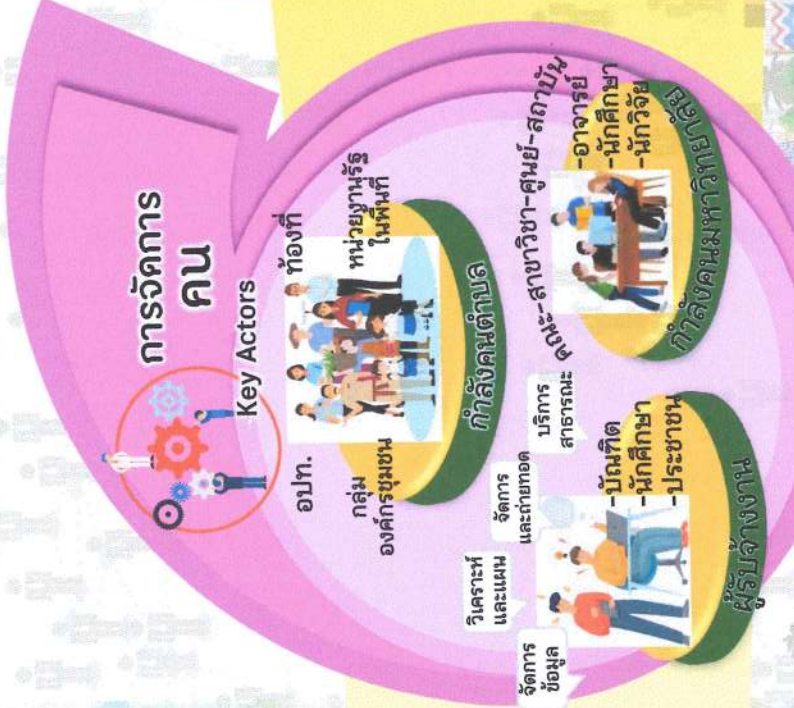 การจัดการ
คน
Key Actors
อปท.
ท้องที่
กลุ่ม
องค์กรชุมชน
หน่วยงานรัฐ
ในพื้นที่
กำลังคนตำบล
จัดการ
ข้อมูล
วิเคราะห์
และแผน
จัดการ
และถ่ายทอด
บริการ
สาธารณะ
-บัณฑิต
-นักศึกษา
-ประชาชน
ผู้รับจ้างงาน
คณะ-สาขาวิชา-ศูนย์-สถาบัน
-อาจารย์
-นักศึกษา
-นักวิจัย
กำลังคนมหาวิทยาลัย